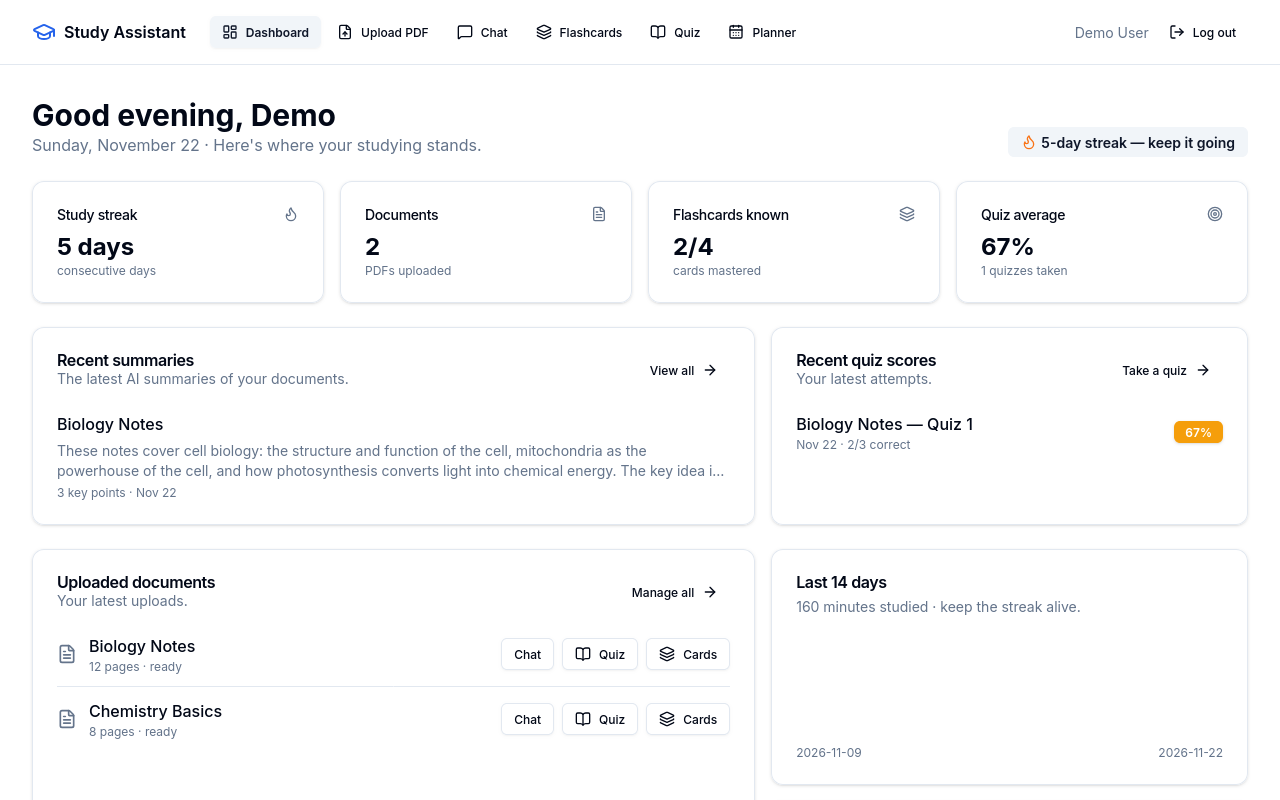 Study Assistant
Dashboard
Upload PDF
Chat
Flashcards
Quiz
Planner
Demo User
Log out
Good evening, Demo
Sunday, November 22 · Here's where your studying stands.
5-day streak — keep it going
Study streak
5 days
consecutive days
Documents
2
PDFs uploaded
Flashcards known
2/4
cards mastered
Quiz average
67%
1 quizzes taken
Recent summaries
The latest AI summaries of your documents.
View all
Biology Notes
These notes cover cell biology: the structure and function of the cell, mitochondria as the
powerhouse of the cell, and how photosynthesis converts light into chemical energy. The key idea i...
3 key points · Nov 22
Recent quiz scores
Your latest attempts.
Take a quiz
Biology Notes — Quiz 1
Nov 22 · 2/3 correct
67%
Uploaded documents
Your latest uploads.
Manage all
Biology Notes
12 pages · ready
Chat
Quiz
Cards
Chemistry Basics
8 pages · ready
Chat
Quiz
Cards
Last 14 days
160 minutes studied · keep the streak alive.
2026-11-09
2026-11-22